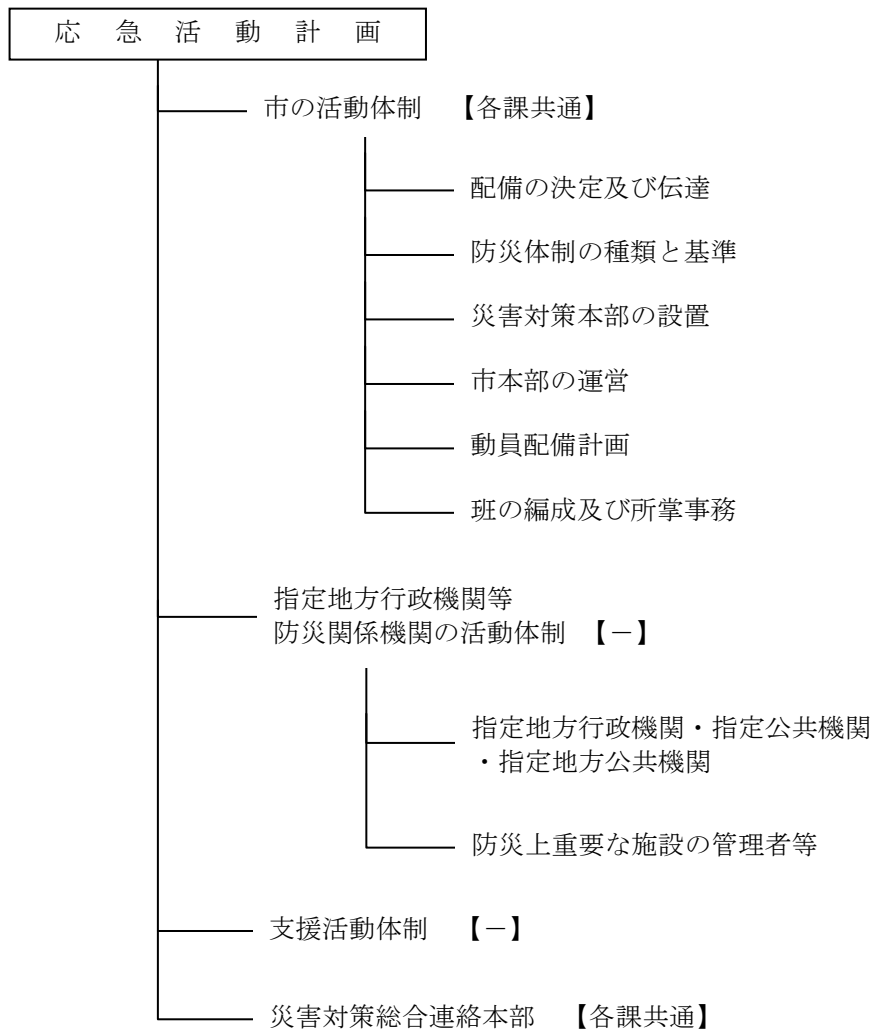 応急活動計画
市の活動体制 【各課共通】
配備の決定及び伝達
防災体制の種類と基準
災害対策本部の設置
市本部の運営
動員配備計画
班の編成及び所掌事務
指定地方行政機関等
防災関係機関の活動体制 【－】
指定地方行政機関・指定公共機関
・指定地方公共機関
防災上重要な施設の管理者等
支援活動体制 【－】
災害対策総合連絡本部 【各課共通】